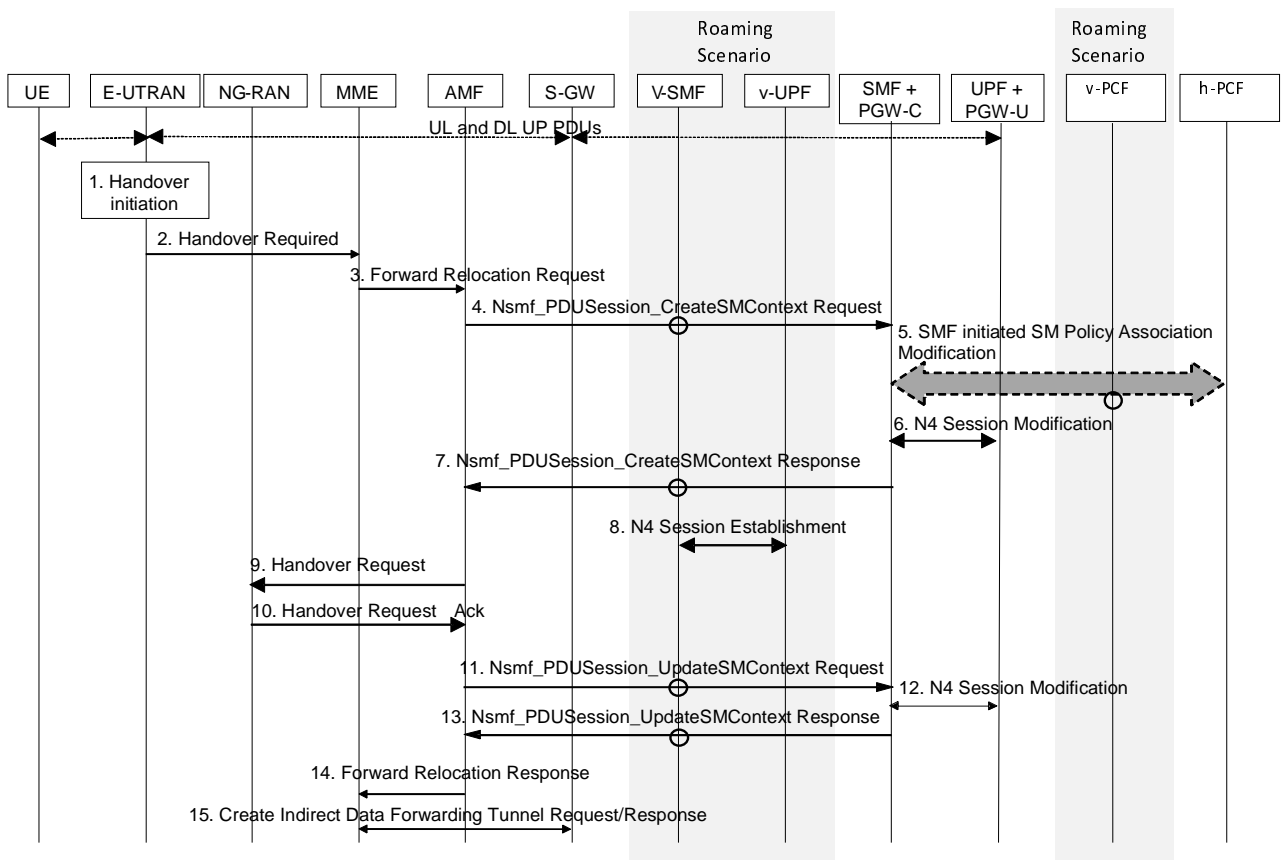 Roaming
Scenario
Roaming
Scenario
UE
E-UTRAN
NG-RAN
MME
AMF
S-GW
V-SMF
v-UPF
SMF +
PGW-C
UPF +
PGW-U
v-PCF
h-PCF
UL and DL UP PDUs
1. Handover
initiation
2. Handover Required
3. Forward Relocation Request
4. Nsmf_PDUSession_CreateSMContext Request
5. SMF initiated SM Policy Association
Modification
6. N4 Session Modification
7. Nsmf_PDUSession_CreateSMContext Response
8. N4 Session Establishment
9. Handover Request
10. Handover Request Ack
11. Nsmf_PDUSession_UpdateSMContext Request
12. N4 Session Modification
13. Nsmf_PDUSession_UpdateSMContext Response
14. Forward Relocation Response
15. Create Indirect Data Forwarding Tunnel Request/Response